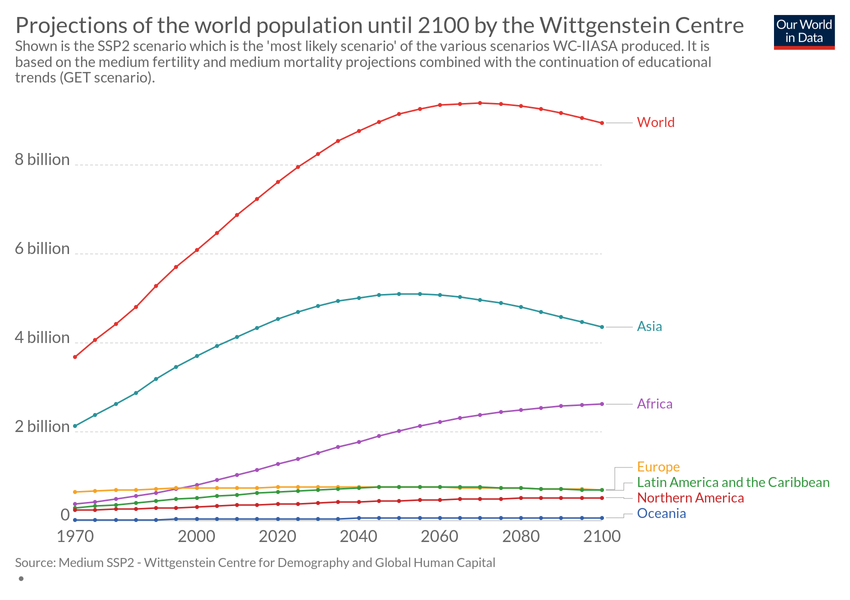 Projections of the world population until 2100 by the Wittgenstein Centre
Our World
in Data
Shown is the SSP2 scenario which is the 'most likely scenario' of the various scenarios WC-IIASA produced. It is
based on the medium fertility and medium mortality projections combined with the continuation of educational
trends (GET scenario).
World
8 billion
6 billion
Asia
4 billion
Africa
2 billion
Europe
Latin America and the Caribbean
Northern America
Oceania
0
1970
2000
2020
2040
2060
2080
2100
Source: Medium SSP2 - Wittgenstein Centre for Demography and Global Human Capital
•